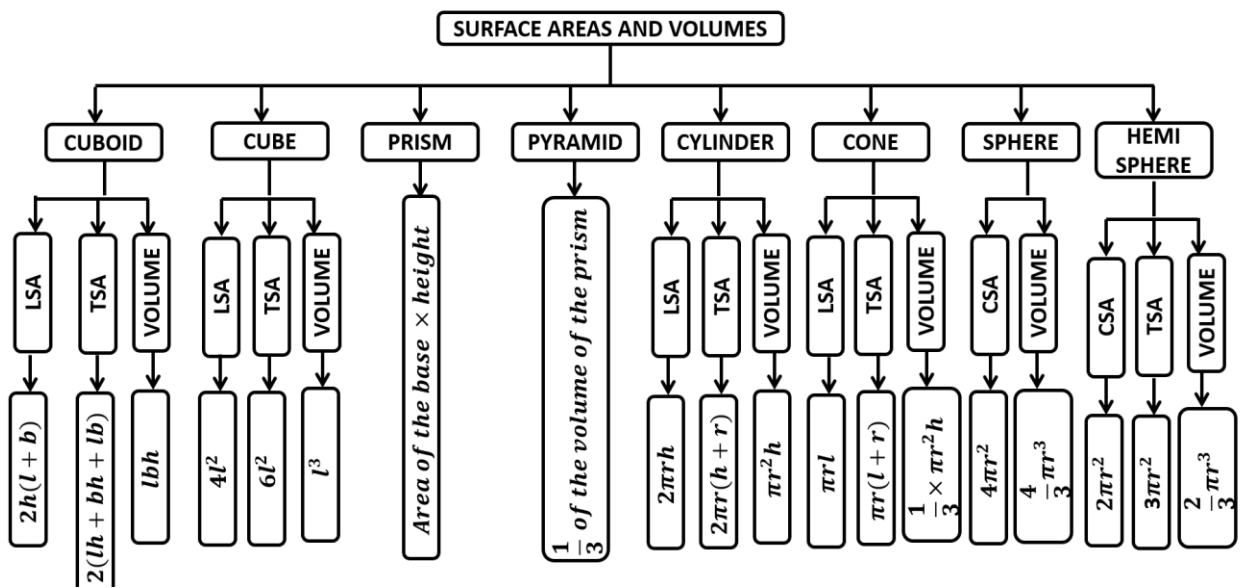 SURFACE AREAS AND VOLUMES
CUBOID
CUBE
PRISM
PYRAMID
CYLINDER
CONE
SPHERE
HEMI
SPHERE
LSA
TSA
VOLUME
LSA
TSA
VOLUME
Area of the base × height
1/3 of the volume of the prism
LSA
TSA
VOLUME
LSA
TSA
VOLUME
CSA
VOLUME
CSA
TSA
VOLUME
2h(l + b)
2(lh + bh + lb)
lbh
4l²
6l²
l³
2πrh
2πr(h + r)
πr²h
πrl
πr(l + r)
1/3 × πr²h
4πr²
4/3 πr³
2πr²
3πr²
2/3 πr³